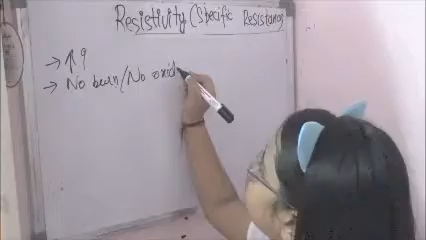 Resistivity (Specific Resistance)
→ ↑ρ
→ No burn/No oxid